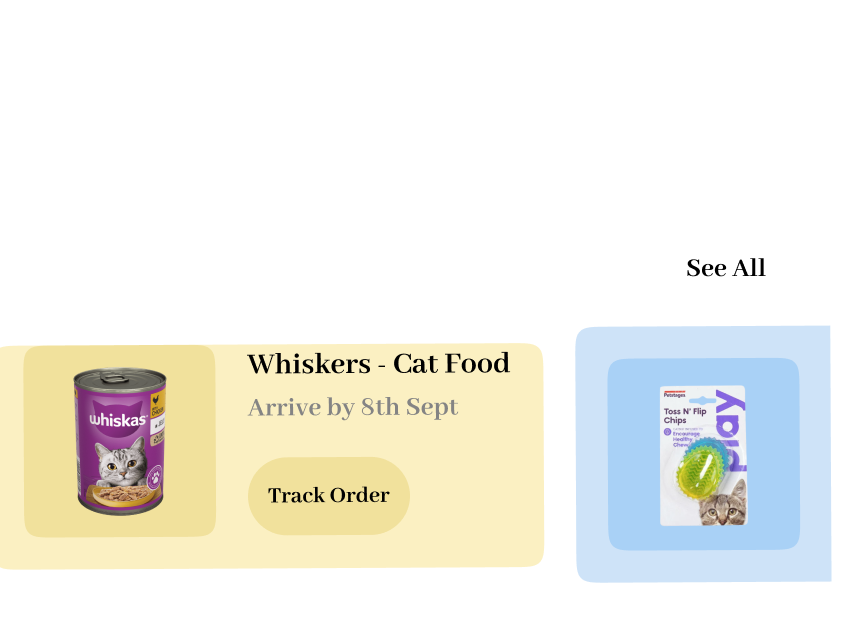 See All
Whiskers - Cat Food
Arrive by 8th Sept
Track Order
whiskas
Petstages
Toss N' Flip
Chips
Encourage
Healthy
Chew
play